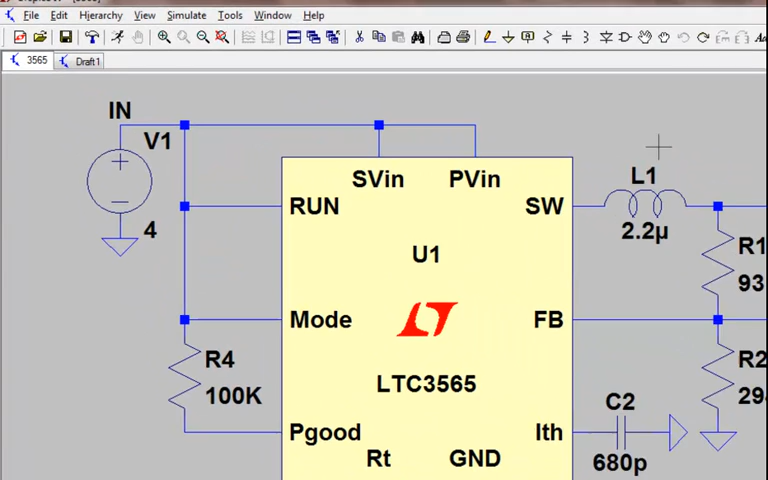 File Edit Hierarchy View Simulate Tools Window Help
3565 Draft1
IN
V1
4
SVin PVin
RUN
SW
L1
2.2µ
U1
R1
93
Mode
FB
LTC3565
R4
100K
R2
29
C2
680p
Pgood
Ith
Rt
GND